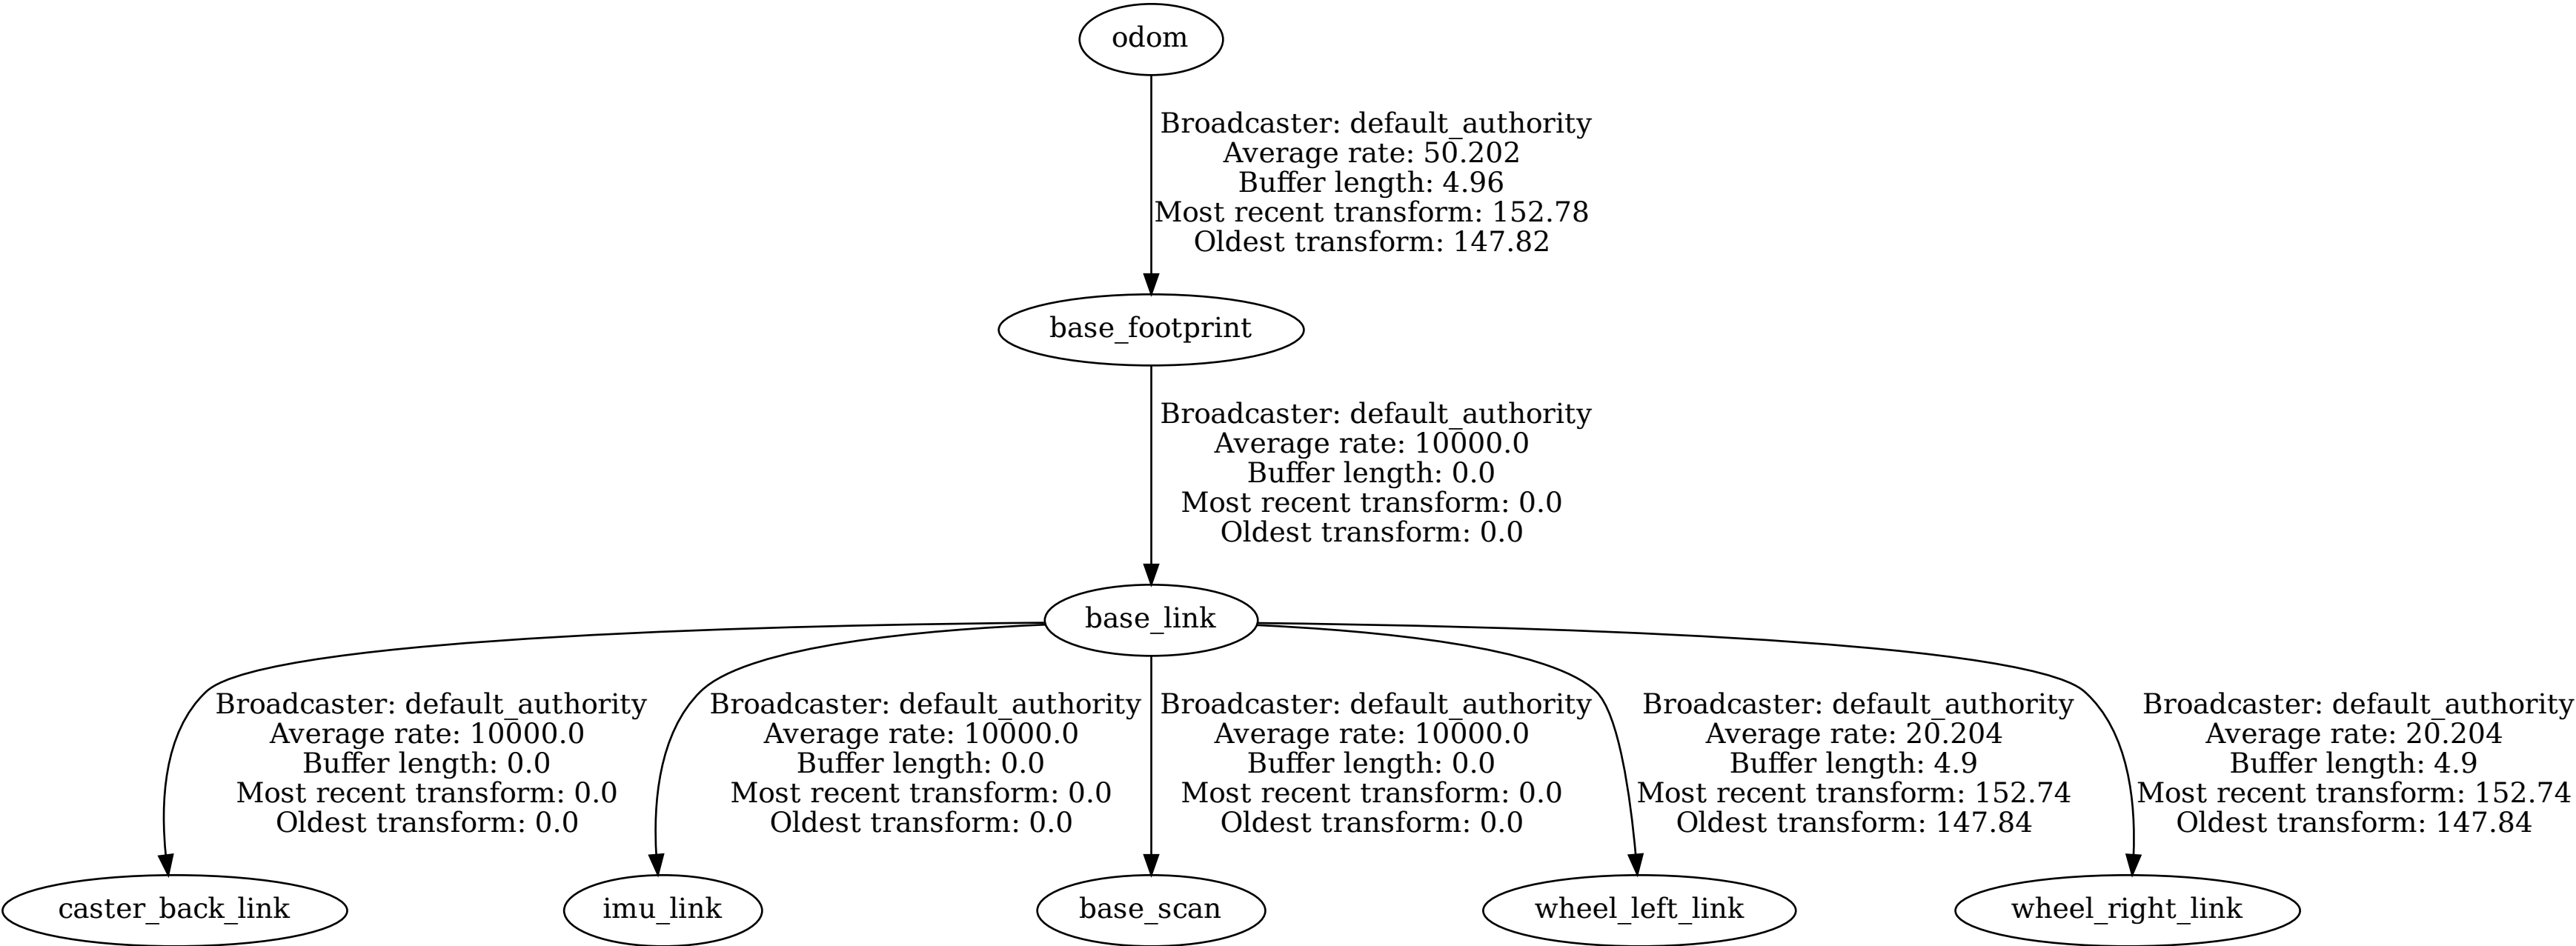 odom
Broadcaster: default_authority
Average rate: 50.202
Buffer length: 4.96
Most recent transform: 152.78
Oldest transform: 147.82
base_footprint
Broadcaster: default_authority
Average rate: 10000.0
Buffer length: 0.0
Most recent transform: 0.0
Oldest transform: 0.0
base_link
Broadcaster: default_authority
Average rate: 10000.0
Buffer length: 0.0
Most recent transform: 0.0
Oldest transform: 0.0
Broadcaster: default_authority
Average rate: 10000.0
Buffer length: 0.0
Most recent transform: 0.0
Oldest transform: 0.0
Broadcaster: default_authority
Average rate: 10000.0
Buffer length: 0.0
Most recent transform: 0.0
Oldest transform: 0.0
Broadcaster: default_authority
Average rate: 20.204
Buffer length: 4.9
Most recent transform: 152.74
Oldest transform: 147.84
Broadcaster: default_authority
Average rate: 20.204
Buffer length: 4.9
Most recent transform: 152.74
Oldest transform: 147.84
caster_back_link
imu_link
base_scan
wheel_left_link
wheel_right_link